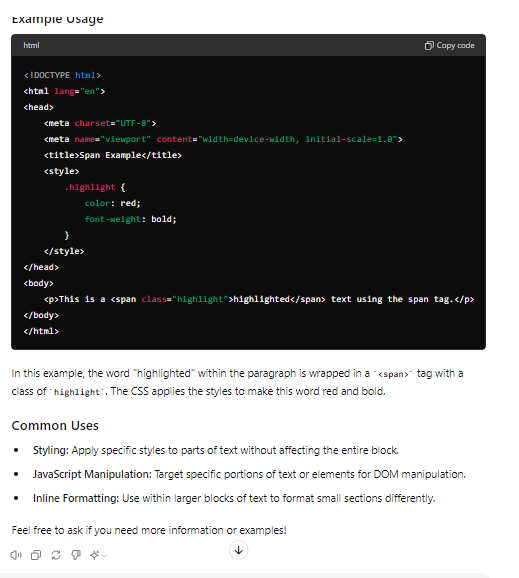 Example Usage
html Copy code
<!DOCTYPE html>
<html lang="en">
<head>
    <meta charset="UTF-8">
    <meta name="viewport" content="width=device-width, initial-scale=1.0">
    <title>Span Example</title>
    <style>
        .highlight {
            color: red;
            font-weight: bold;
        }
    </style>
</head>
<body>
    <p>This is a <span class="highlight">highlighted</span> text using the span tag.</p>
</body>
</html>
In this example, the word "highlighted" within the paragraph is wrapped in a `<span>` tag with a
class of `highlight`. The CSS applies the styles to make this word red and bold.
Common Uses
• Styling: Apply specific styles to parts of text without affecting the entire block.
• JavaScript Manipulation: Target specific portions of text or elements for DOM manipulation.
• Inline Formatting: Use within larger blocks of text to format small sections differently.
Feel free to ask if you need more information or examples!